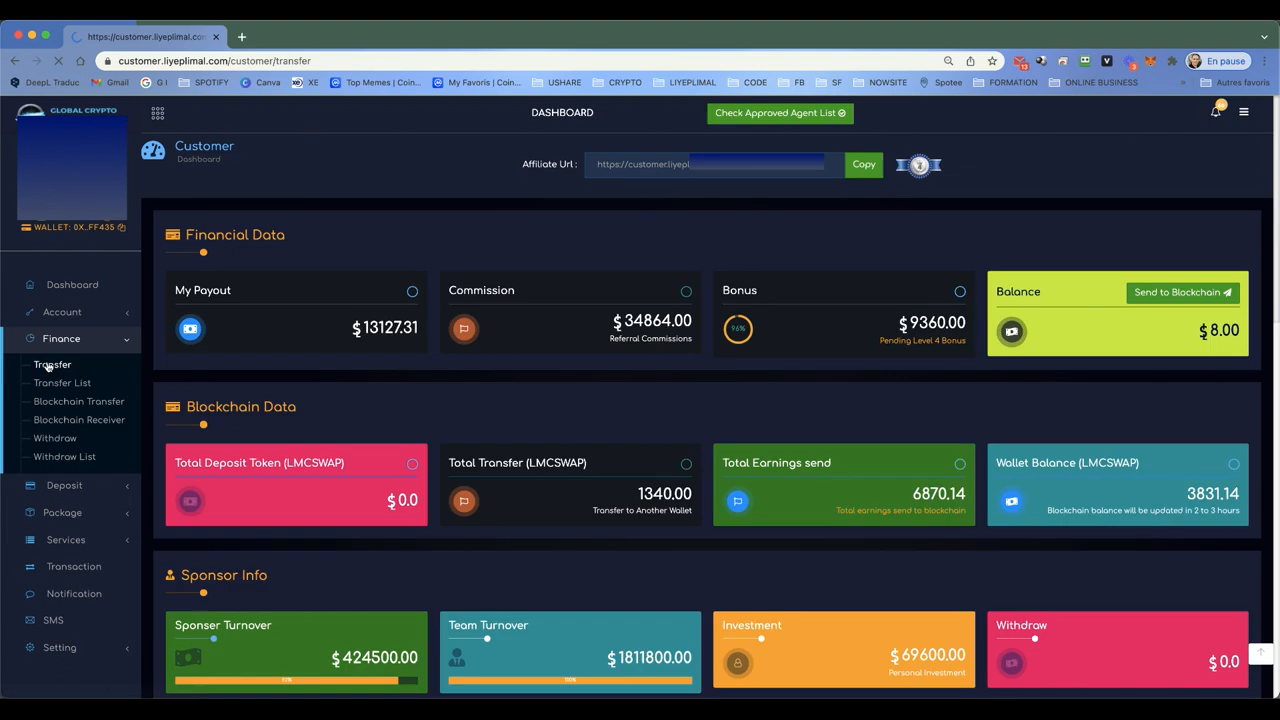 https://customer.liyeplimal.com/
customer.liyeplimal.com/customer/transfer
En pause
DeepL Traduc
Gmail
G I
SPOTIFY
Canva
XE
Top Memes | Coin...
My Favoris | Coin...
USHARE
CRYPTO
LIYEPLIMAL
CODE
FB
SF
NOWSITE
Spotee
FORMATION
ONLINE BUSINESS
Autres favoris
GLOBAL CRYPTO
DASHBOARD
Check Approved Agent List
Customer
Dashboard
Affiliate Url :
https://customer.liyepl
Copy
WALLET: 0X..FF435
Dashboard
Account
Finance
Transfer
Transfer List
Blockchain Transfer
Blockchain Receiver
Withdraw
Withdraw List
Deposit
Package
Services
Transaction
Notification
SMS
Setting
Financial Data
My Payout
$13127.31
Commission
$34864.00
Referral Commissions
Bonus
96%
$9360.00
Pending Level 4 Bonus
Balance
Send to Blockchain
$8.00
Blockchain Data
Total Deposit Token (LMCSWAP)
$0.0
Total Transfer (LMCSWAP)
1340.00
Transfer to Another Wallet
Total Earnings send
6870.14
Total earnings send to blockchain
Wallet Balance (LMCSWAP)
3831.14
Blockchain balance will be updated in 2 to 3 hours
Sponsor Info
Sponser Turnover
$424500.00
Team Turnover
$1811800.00
100%
Investment
$69600.00
Personal Investment
Withdraw
$0.0